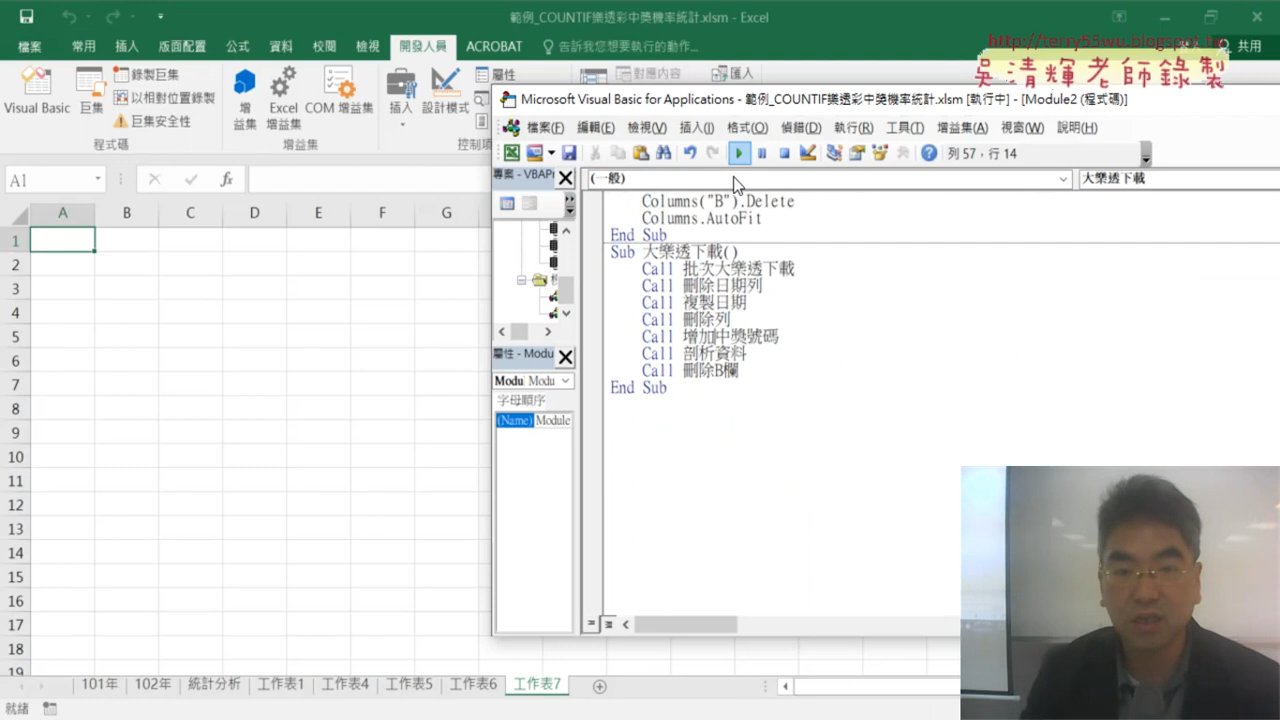 範例_COUNTIF樂透彩中獎機率統計.xlsm - Excel
http://terry55wu.blogspot.tw
吳清輝老師錄製
檔案 常用 插入 版面配置 公式 資料 校閱 檢視 開發人員 ACROBAT 告訴我您想要執行的動作... 共用
Visual Basic 巨集 錄製巨集 以相對位置錄製 巨集安全性
程式碼
增益集 Excel 增益集 COM 增益集
增益集
插入 設計模式 屬性
控制項
對應內容 匯入
Microsoft Visual Basic for Applications - 範例_COUNTIF樂透彩中獎機率統計.xlsm [執行中] - [Module2 (程式碼)]
檔案(F) 編輯(E) 檢視(V) 插入(I) 格式(O) 偵錯(D) 執行(R) 工具(T) 增益集(A) 視窗(W) 說明(H)
列 57，行 14
專案 - VBAPr
(一般) 大樂透下載
A1 fx
A B C D E F G
1
2
3
4
5
6
7
8
9
10
11
12
13
14
15
16
17
18
19
Columns("B").Delete
Columns.AutoFit
End Sub
Sub 大樂透下載()
Call 批次大樂透下載
Call 刪除日期列
Call 複製日期
Call 刪除列
Call 增加中獎號碼
Call 剖析資料
Call 刪除B欄
End Sub
屬性 - Modu
Modu Modu
字母順序
(Name) Module
101年 102年 統計分析 工作表1 工作表4 工作表5 工作表6 工作表7
就緒